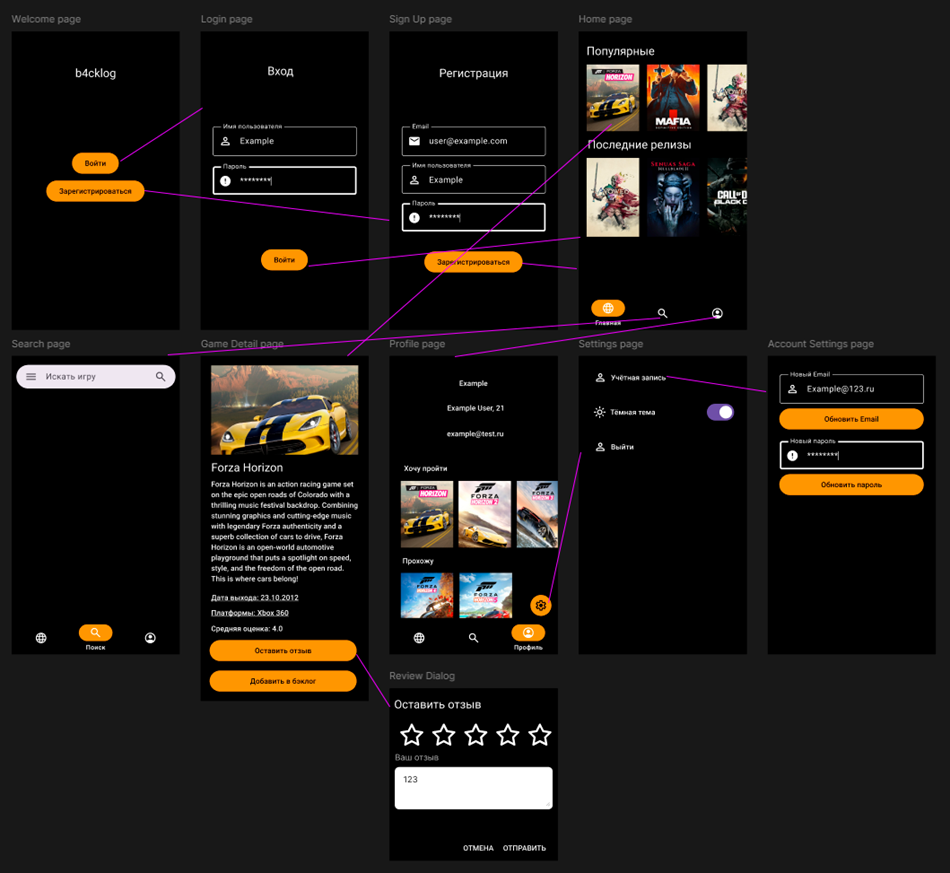 Welcome page
b4cklog
Войти
Зарегистрироваться
Login page
Вход
Имя пользователя
Example
Пароль
********
Войти
Sign Up page
Регистрация
Email
user@example.com
Имя пользователя
Example
Пароль
********
Зарегистрироваться
Home page
Популярные
FORZA
HORIZON
MAFIA
Последние релизы
SENUA'S SAGA
HELLBLADE II
CALL OF
BLACK
Главная
Search page
Искать игру
Поиск
Game Detail page
Forza Horizon
Forza Horizon is an action racing game set
on the epic open roads of Colorado with a
thrilling music festival backdrop. Combining
stunning graphics and cutting-edge music
with legendary Forza authenticity and a
superb collection of cars to drive, Forza
Horizon is an open-world automotive
playground that puts a spotlight on speed,
style, and the freedom of the open road.
This is where cars belong!
Дата выхода: 23.10.2012
Платформы: Xbox 360
Средняя оценка: 4.0
Оставить отзыв
Добавить в бэклог
Profile page
Example
Example User, 21
example@test.ru
Хочу пройти
FORZA
HORIZON
FORZA
HORIZON 2
FORZA
Прохожу
FORZA
FORZA
Профиль
Settings page
Учётная запись
Тёмная тема
Выйти
Account Settings page
Новый Email
Example@123.ru
Обновить Email
Новый пароль
********
Обновить пароль
Review Dialog
Оставить отзыв
Ваш отзыв
123
ОТМЕНА
ОТПРАВИТЬ